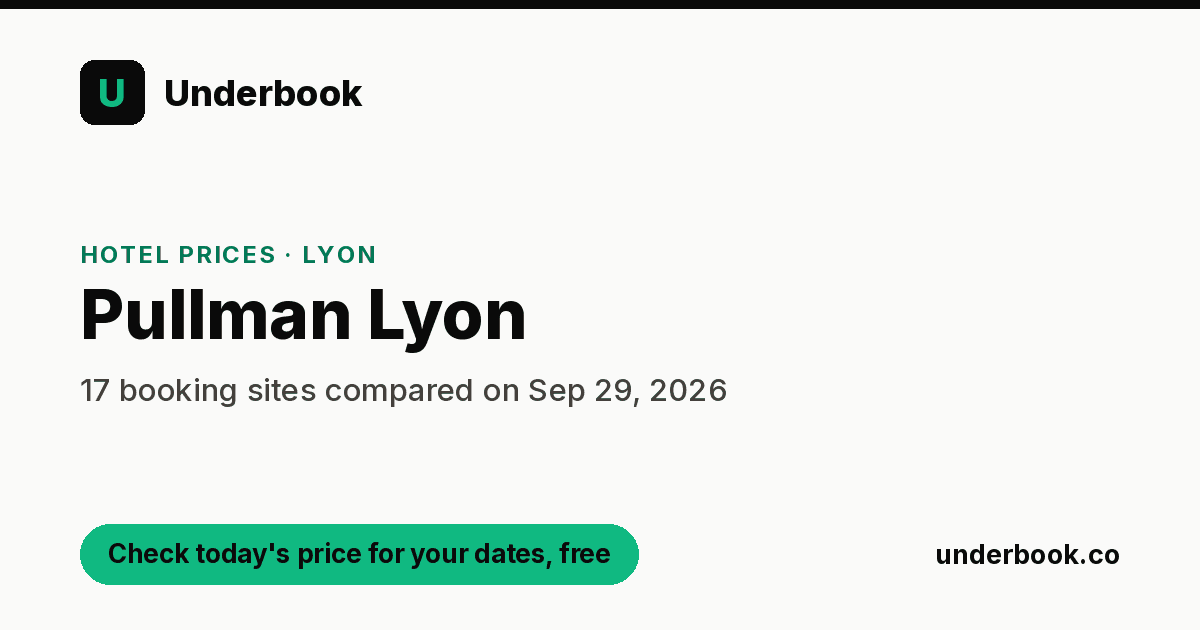 U Underbook
HOTEL PRICES · LYON
Pullman Lyon
17 booking sites compared on Sep 29, 2026
Check today's price for your dates, free
underbook.co